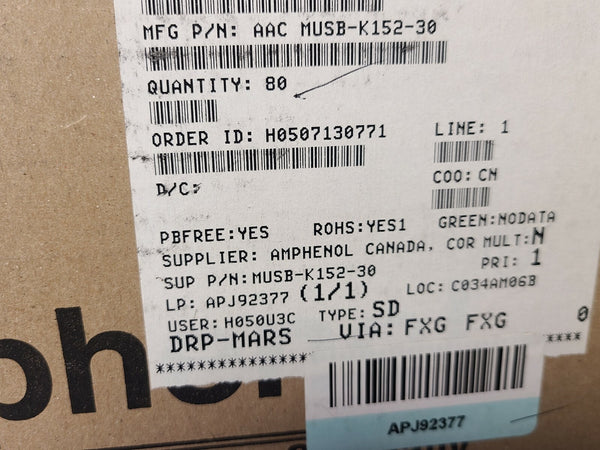 MFG P/N: AAC MUSB-K152-30
QUANTITY: 80
ORDER ID: H0507130771 LINE: 1
D/C: COO: CN
PBFREE:YES ROHS:YES1 GREEN:NODATA
SUPPLIER: AMPHENOL CANADA, COR MULT:N
SUP P/N:MUSB-K152-30 PRI: 1
LP: APJ92377 (1/1) LOC: C034AM06B
USER: H050U3C TYPE: SD
DRP-MARS VIA: FXG FXG 0
APJ92377